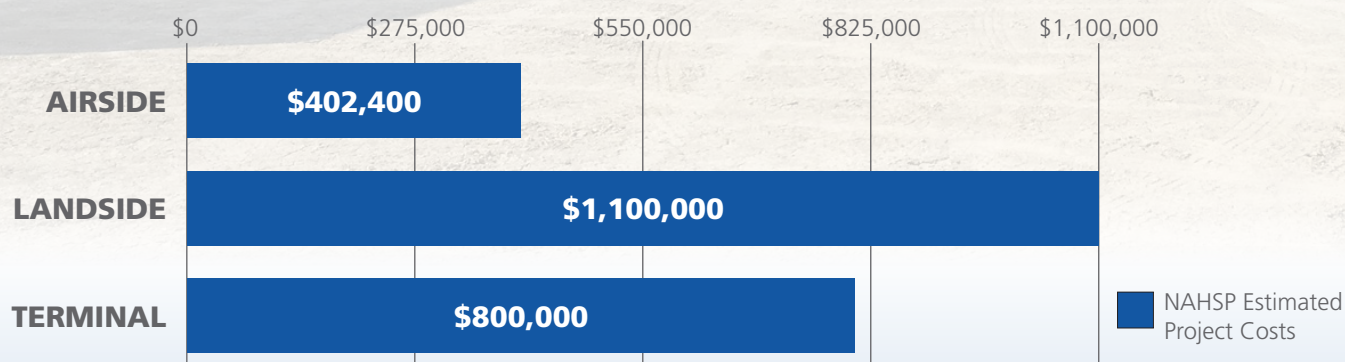 $0 $275,000 $550,000 $825,000 $1,100,000
AIRSIDE $402,400
LANDSIDE $1,100,000
TERMINAL $800,000
NAHSP Estimated
Project Costs